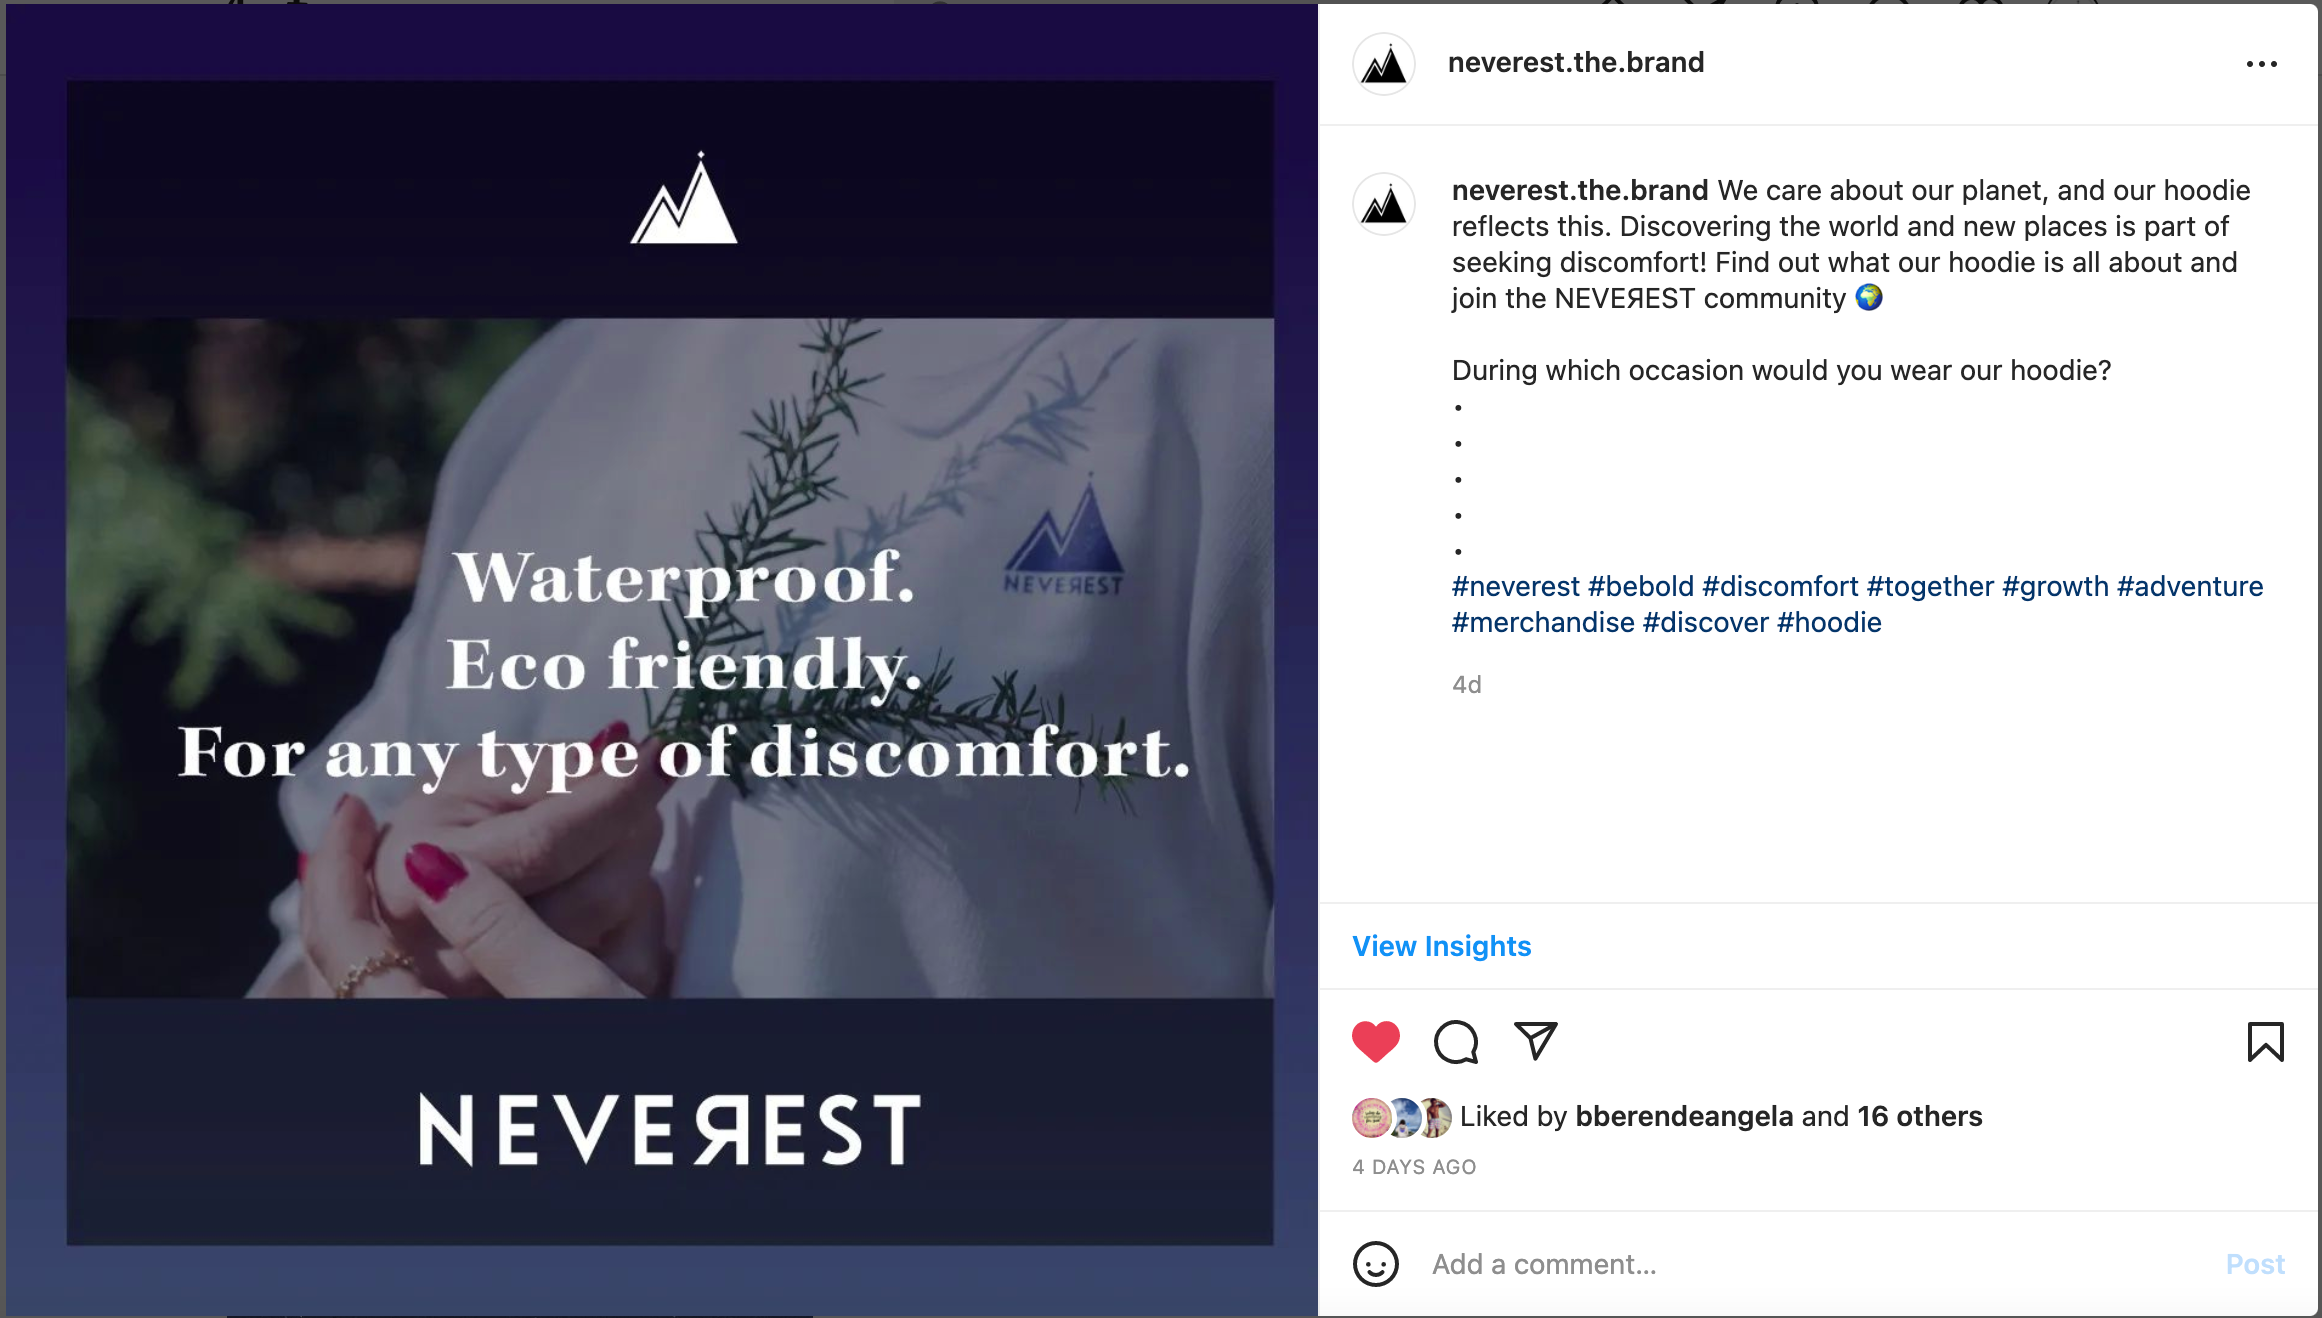 Waterproof.
Eco friendly.
For any type of discomfort.
NEVEЯEST
NEVEЯEST
neverest.the.brand
neverest.the.brand We care about our planet, and our hoodie
reflects this. Discovering the world and new places is part of
seeking discomfort! Find out what our hoodie is all about and
join the NEVEЯEST community 🌍
During which occasion would you wear our hoodie?
•
•
•
•
•
#neverest #bebold #discomfort #together #growth #adventure
#merchandise #discover #hoodie
4d
View Insights
Liked by bberendeangela and 16 others
4 DAYS AGO
Add a comment...
Post